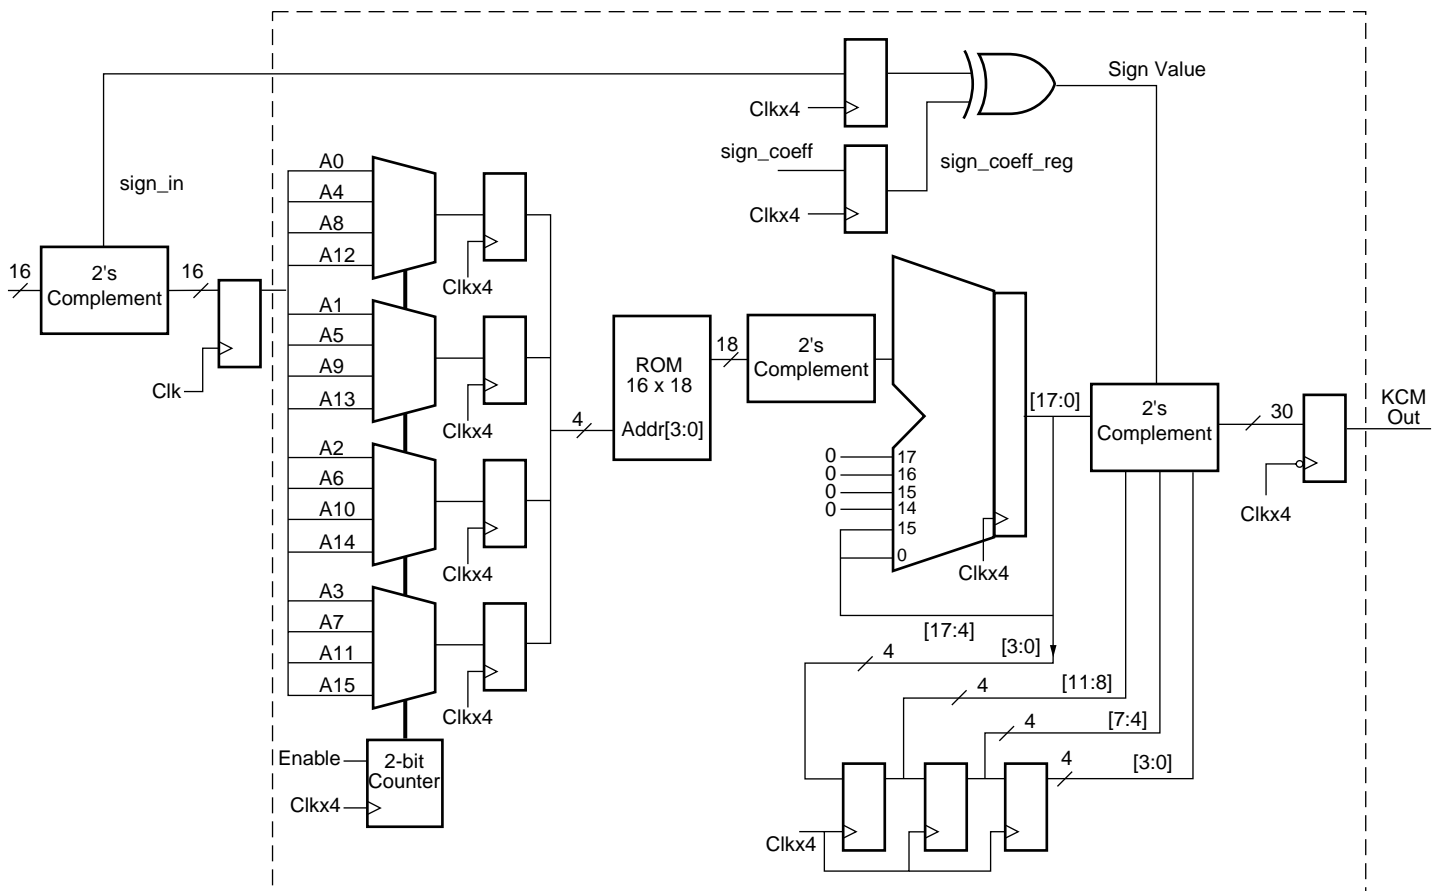 Sign Value
Clkx4
sign_coeff
sign_coeff_reg
Clkx4
sign_in
A0
A4
A8
A12
16
2's
Complement
16
Clk
Clkx4
A1
A5
A9
A13
Clkx4
A2
A6
A10
A14
Clkx4
A3
A7
A11
A15
Clkx4
Enable
2-bit
Counter
Clkx4
4
ROM
16 x 18
Addr[3:0]
18
2's
Complement
0
0
0
0
17
16
15
14
15
0
Clkx4
[17:0]
2's
Complement
30
KCM
Out
Clkx4
[17:4]
[3:0]
4
4
[11:8]
4
[7:4]
4
[3:0]
Clkx4